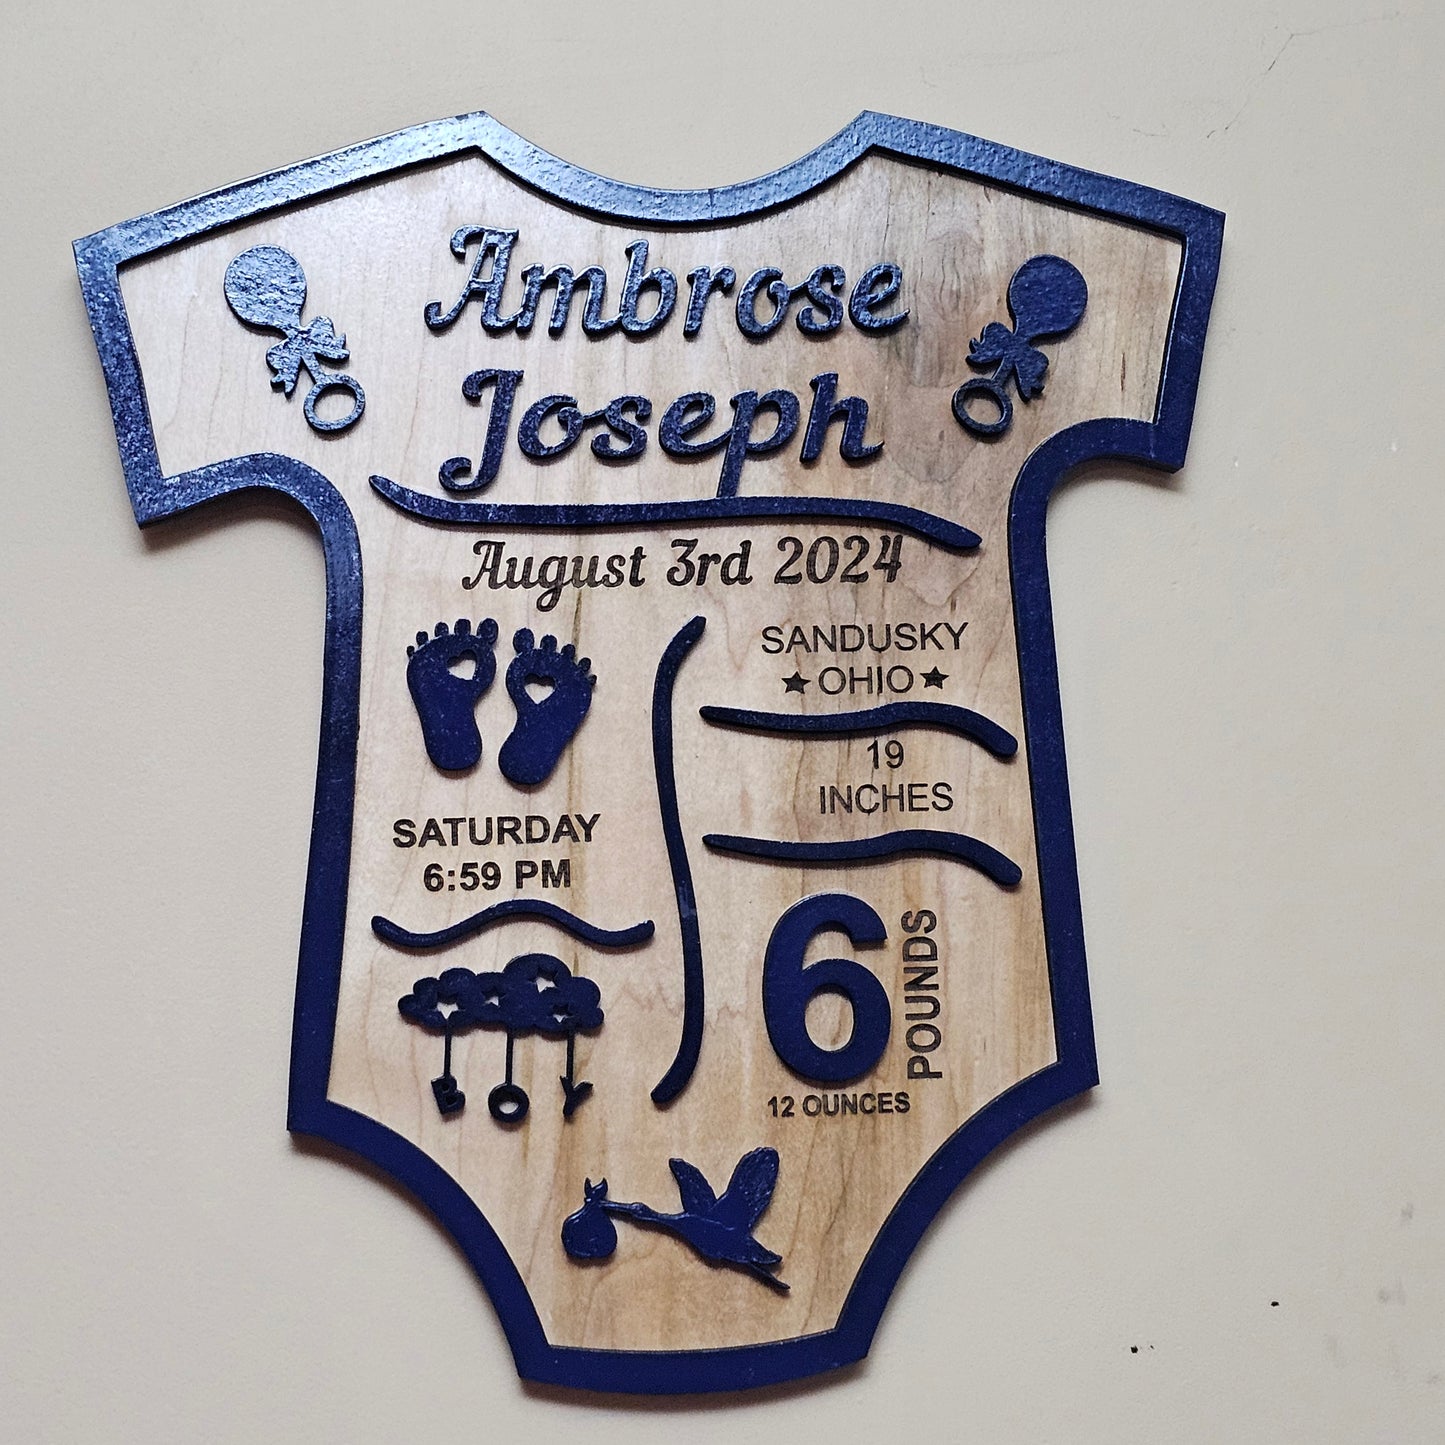 Ambrose
Joseph
August 3rd 2024
SATURDAY
6:59 PM
BOY
SANDUSKY
★OHIO★
19
INCHES
6 POUNDS
12 OUNCES